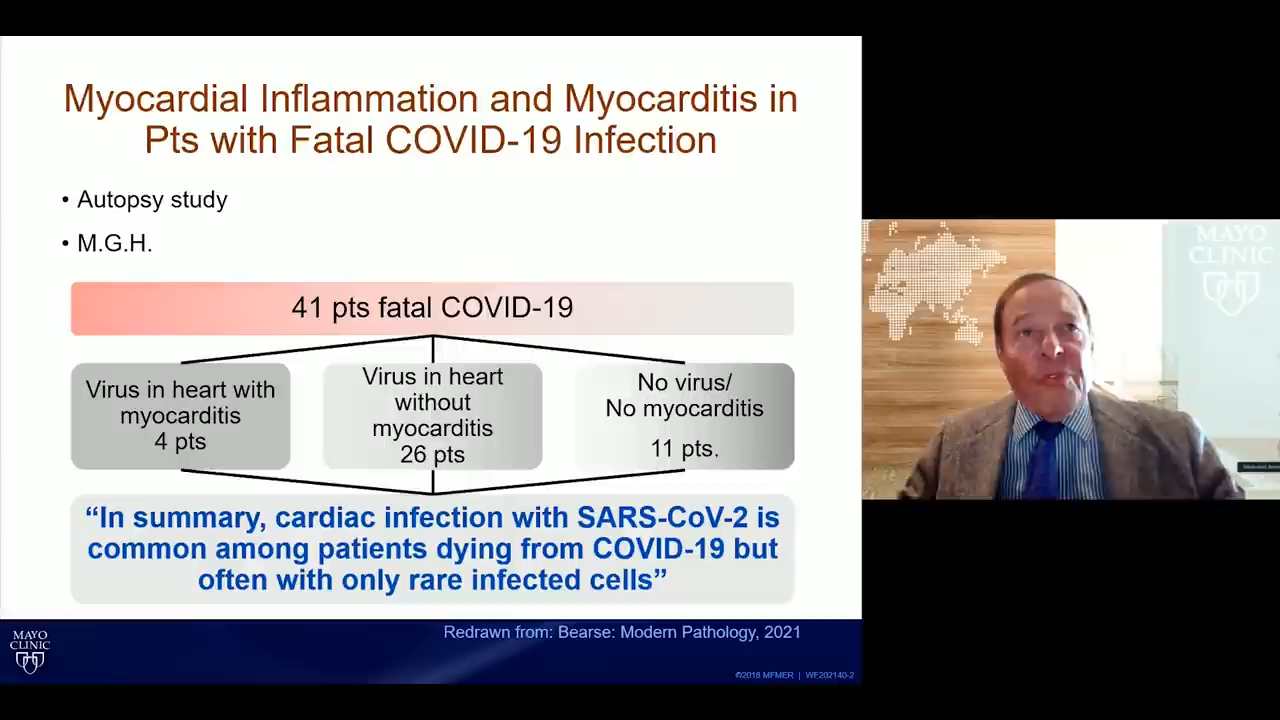 Myocardial Inflammation and Myocarditis in
Pts with Fatal COVID-19 Infection
• Autopsy study
• M.G.H.
41 pts fatal COVID-19
Virus in heart with
myocarditis
4 pts
Virus in heart
without
myocarditis
26 pts
No virus/
No myocarditis
11 pts.
“In summary, cardiac infection with SARS-CoV-2 is
common among patients dying from COVID-19 but
often with only rare infected cells”
Redrawn from: Bearse: Modern Pathology, 2021
MAYO
CLINIC
©2018 MFMER | WF202140-2
MAYO
CLINIC